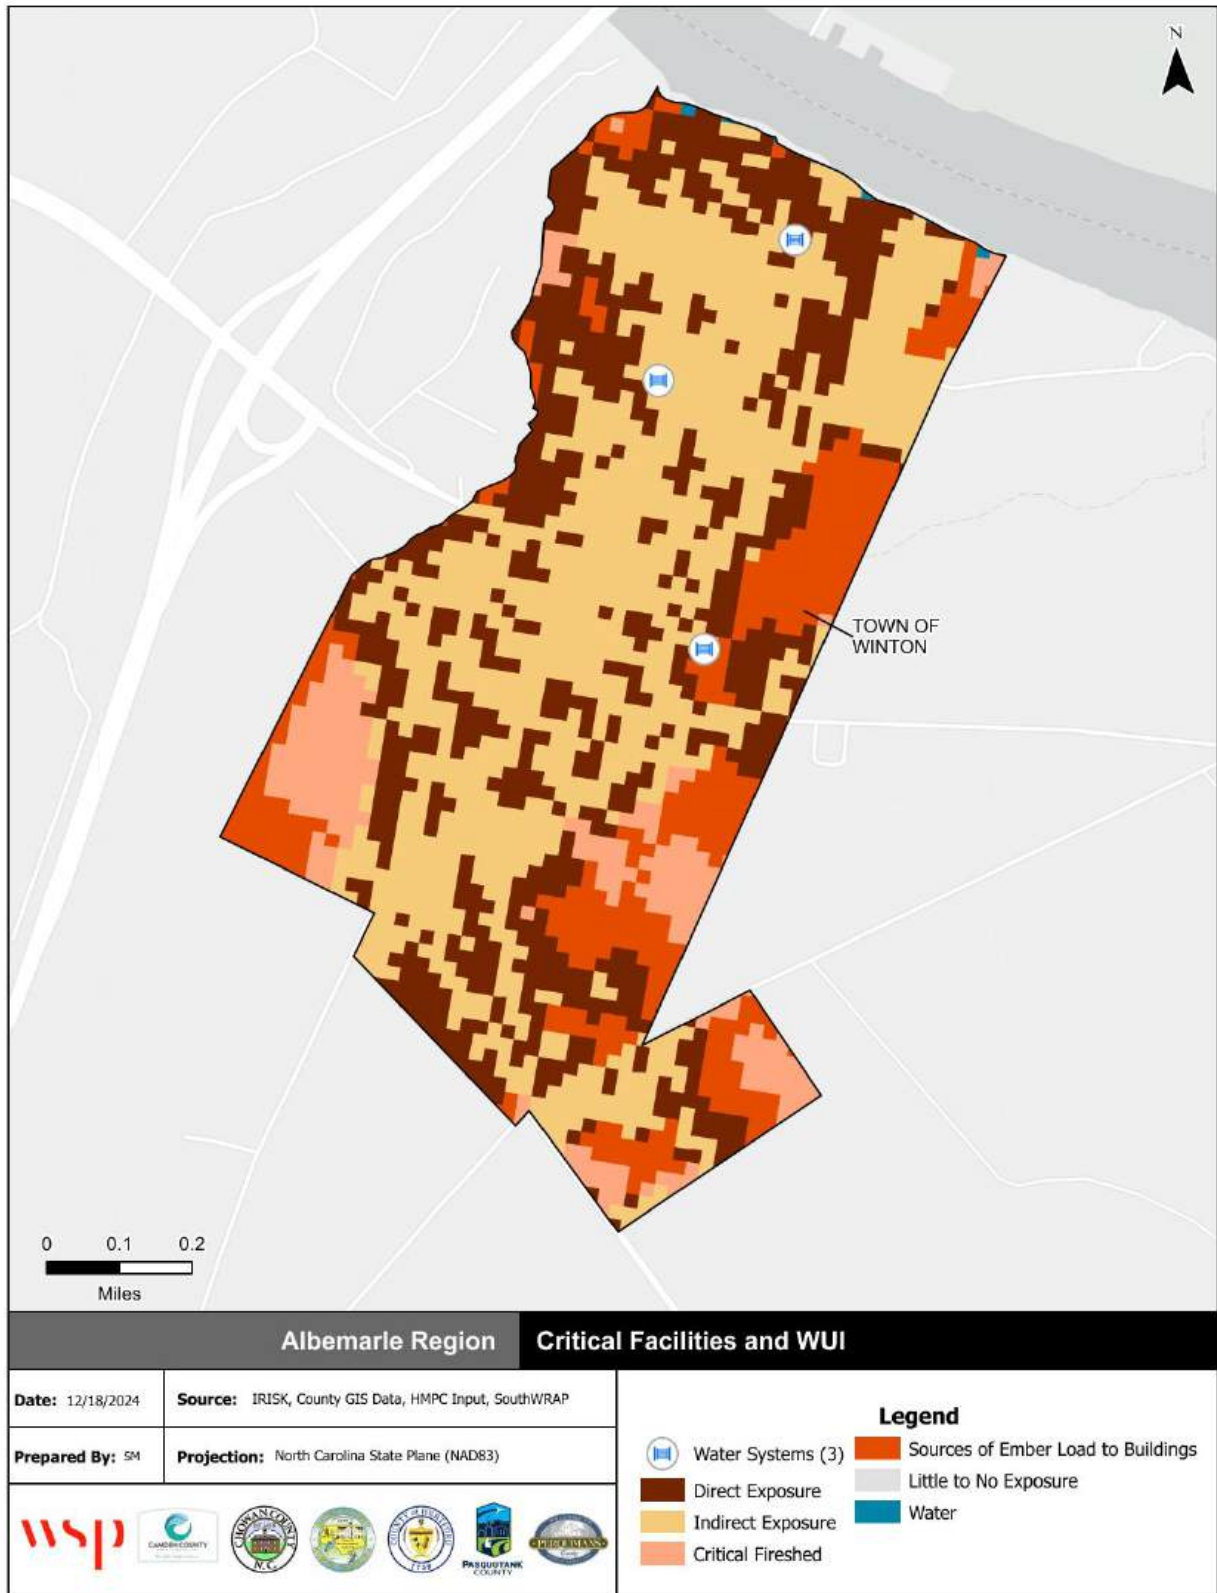 N
TOWN OF
WINTON
0 0.1 0.2
Miles
Albemarle Region Critical Facilities and WUI
Date: 12/18/2024 Source: IRISK, County GIS Data, HMPC Input, SouthWRAP
Prepared By: SM Projection: North Carolina State Plane (NAD83)
Legend
Water Systems (3)
Direct Exposure
Indirect Exposure
Critical Fireshed
Sources of Ember Load to Buildings
Little to No Exposure
Water
wsp
CAMDEN COUNTY
CHOWAN COUNTY
N.C.
COUNTY of HERTFORD
PASQUOTANK
COUNTY
PERQUIMANS